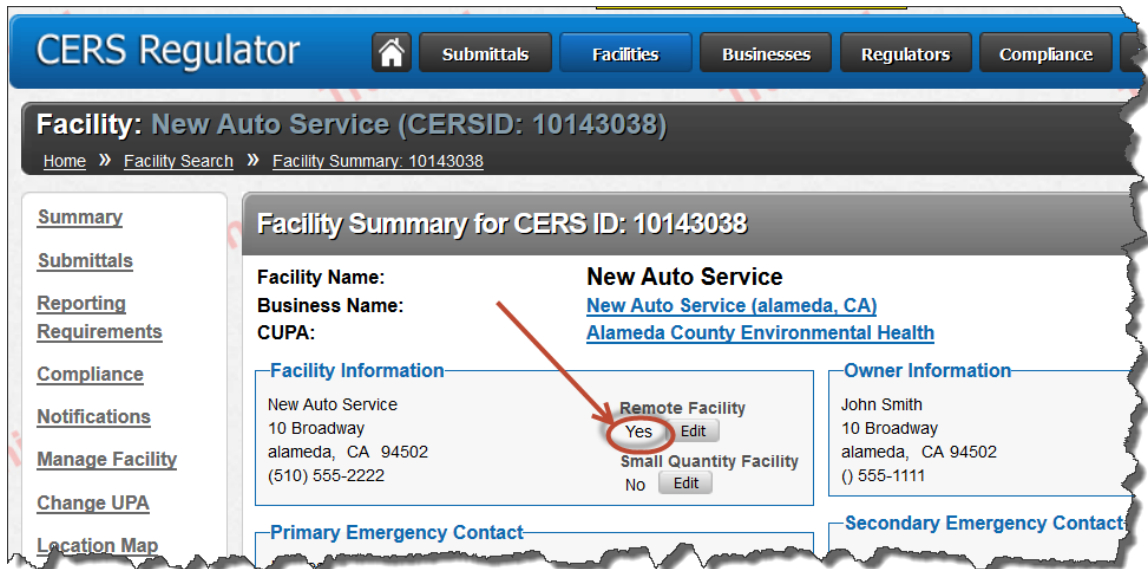 CERS Regulator
Submittals Facilities Businesses Regulators Compliance
Facility: New Auto Service (CERSID: 10143038)
Home » Facility Search » Facility Summary: 10143038
Summary
Submittals
Reporting
Requirements
Compliance
Notifications
Manage Facility
Change UPA
Location Map
Facility Summary for CERS ID: 10143038
Facility Name: New Auto Service
Business Name: New Auto Service (alameda, CA)
CUPA: Alameda County Environmental Health
Facility Information
New Auto Service
10 Broadway
alameda, CA 94502
(510) 555-2222
Remote Facility
Yes Edit
Small Quantity Facility
No Edit
Owner Information
John Smith
10 Broadway
alameda, CA 94502
() 555-1111
Primary Emergency Contact
Secondary Emergency Contact